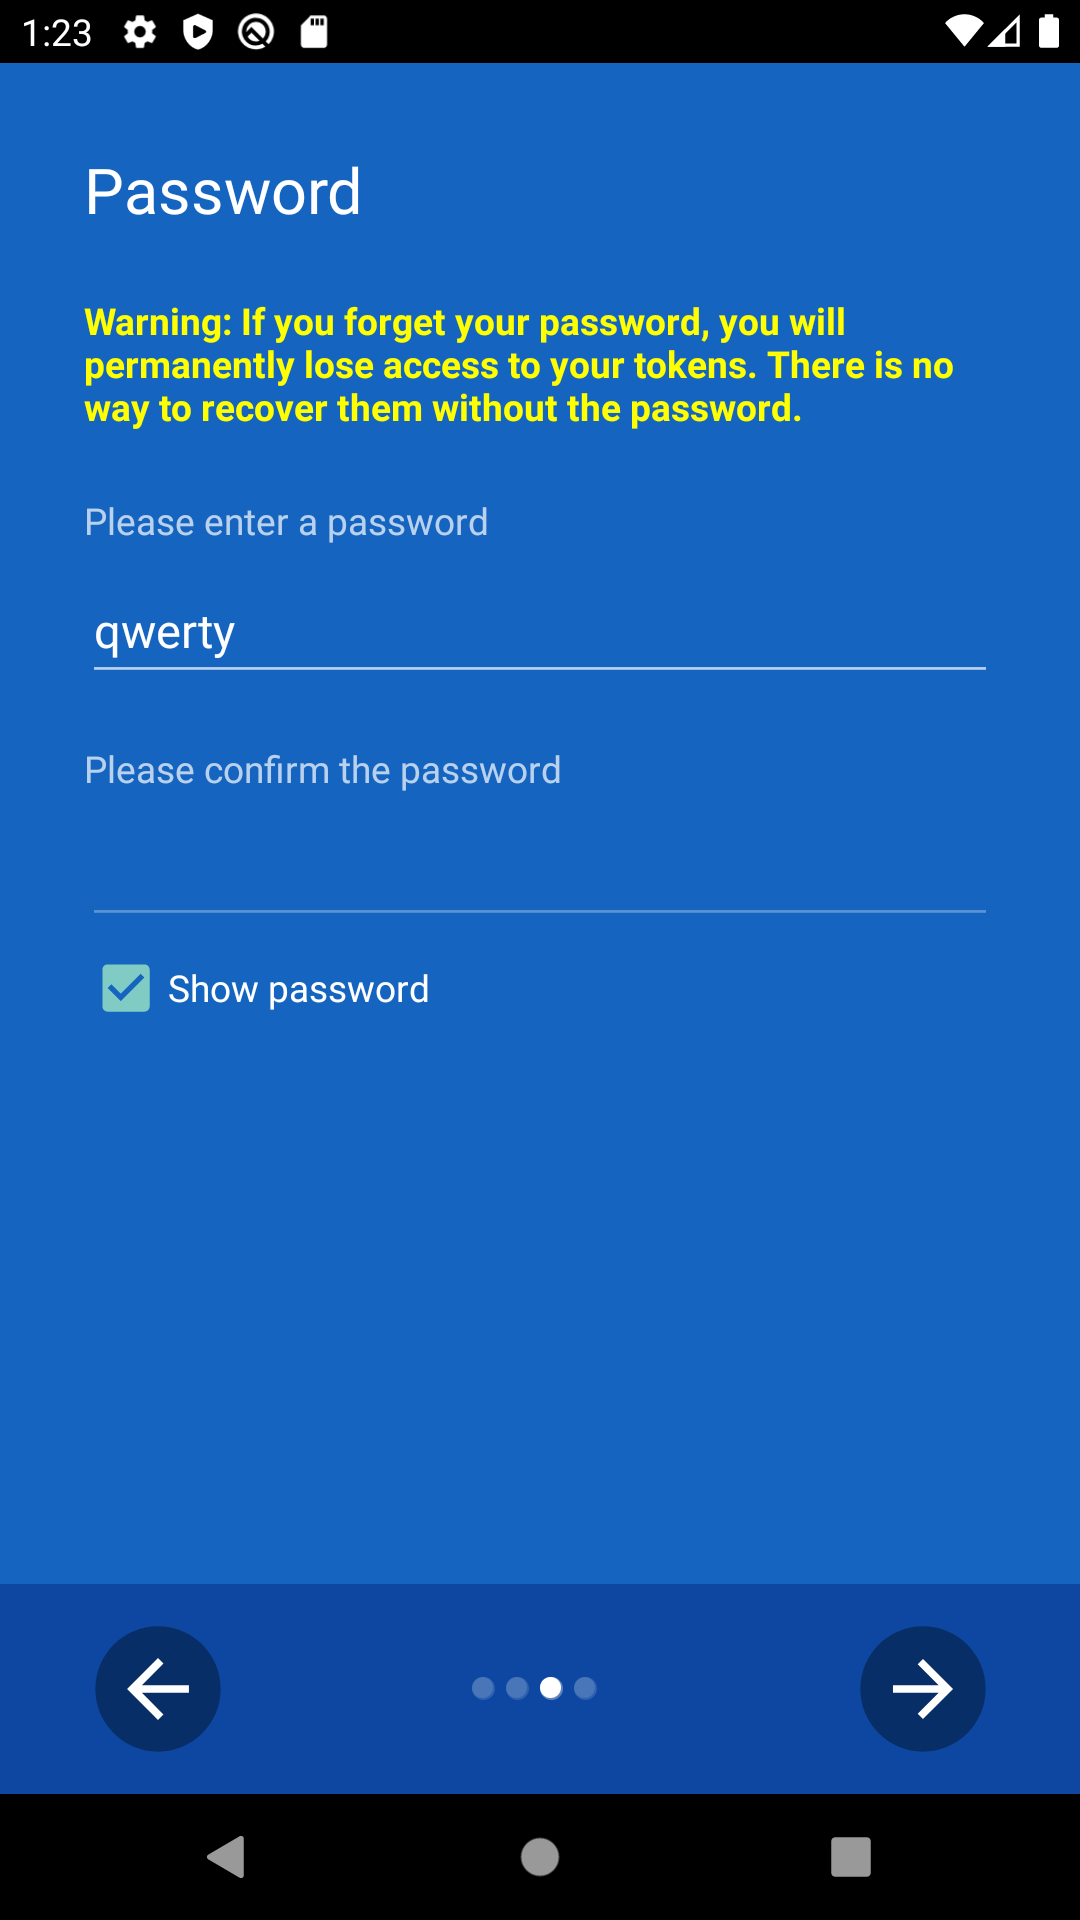 1:23
Password
Warning: If you forget your password, you will
permanently lose access to your tokens. There is no
way to recover them without the password.
Please enter a password
qwerty
Please confirm the password
Show password